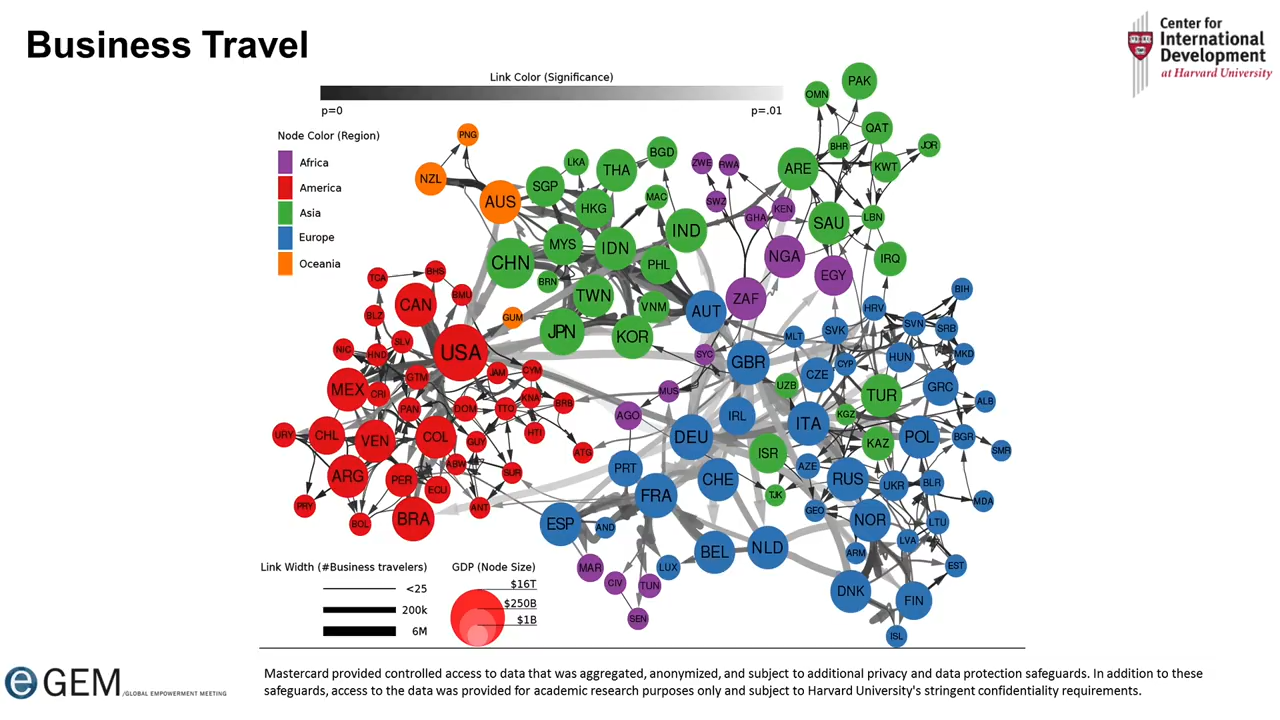 Business Travel
Center for
International
Development
at Harvard University
Link Color (Significance)
p=0
p=.01
Node Color (Region)
Africa
America
Asia
Europe
Oceania
PNG
NZL
AUS
SGP
LKA
THA
BGD
HKG
MAC
CHN
MYS
IDN
IND
PHL
BRN
TWN
VNM
GUM
JPN
KOR
PAK
OMN
QAT
BHR
JOR
ARE
KWT
ZWE
RWA
SWZ
GHA
KEN
SAU
LBN
NGA
EGY
IRQ
ZAF
AUT
TCA
BHS
BMU
CAN
BLZ
SLV
NIC
HND
USA
GTM
JAM
CYM
MEX
CRI
PAN
DOM
TTO
KNA
BRB
HTI
URY
CHL
VEN
COL
GUY
ATG
ARG
PER
ABW
SUR
ECU
ANT
PRY
BOL
BRA
SYC
GBR
MLT
SVK
HRV
BIH
SVN
SRB
MKD
HUN
CYP
CZE
UZB
TUR
GRC
ALB
MUS
AGO
IRL
ITA
KGZ
DEU
KAZ
POL
BGR
SMR
ISR
AZE
PRT
CHE
RUS
UKR
BLR
MDA
FRA
TJK
GEO
NOR
LTU
ESP
AND
LVA
ARM
EST
BEL
NLD
MAR
LUX
CIV
TUN
DNK
FIN
SEN
ISL
Link Width (#Business travelers)
<25
200k
6M
GDP (Node Size)
$16T
$250B
$1B
eGEM /GLOBAL EMPOWERMENT MEETING
Mastercard provided controlled access to data that was aggregated, anonymized, and subject to additional privacy and data protection safeguards. In addition to these
safeguards, access to the data was provided for academic research purposes only and subject to Harvard University's stringent confidentiality requirements.